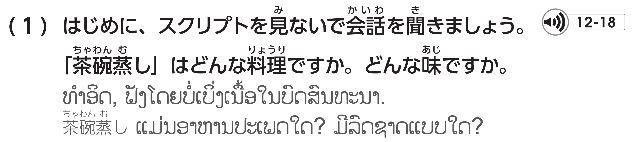 (1) はじめに、スクリプトを見ないで会話を聞きましょう。 12-18
「茶碗蒸し」はどんな料理ですか。どんな味ですか。
ທຳອິດ, ຟັງໂດຍບໍ່ເບິ່ງເນື້ອໃນບົດສົນທະນາ.
茶碗蒸し ແມ່ນອາຫານປະເພດໃດ? ມີລົດຊາດແບບໃດ?